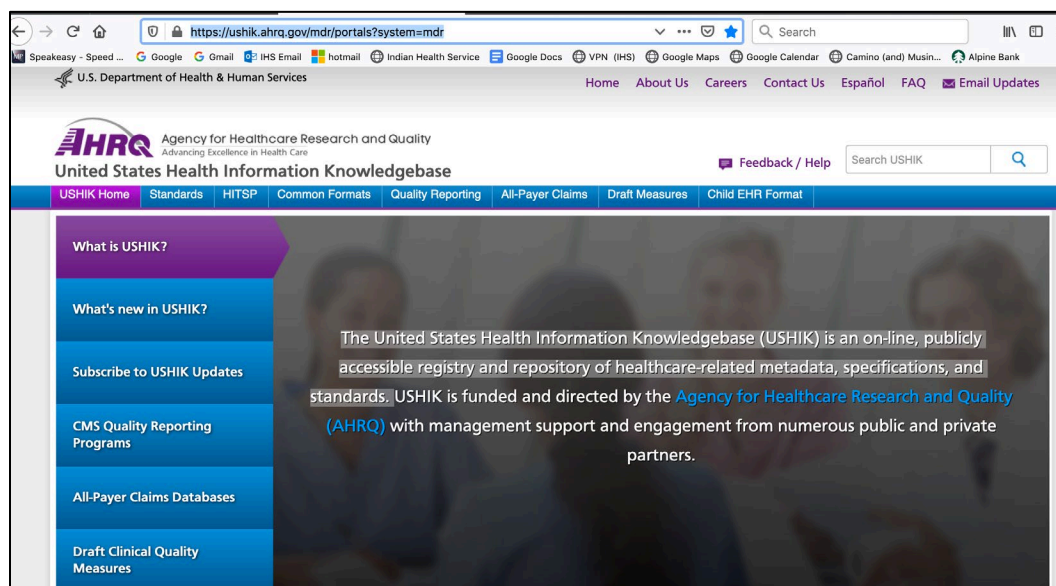 https://ushik.ahrq.gov/mdr/portals?system=mdr
Search
Speakeasy - Speed ... Google Gmail IHS Email hotmail Indian Health Service Google Docs VPN (IHS) Google Maps Google Calendar Camino (and) Musin... Alpine Bank
U.S. Department of Health & Human Services
Home About Us Careers Contact Us Español FAQ Email Updates
AHRQ
Agency for Healthcare Research and Quality
Advancing Excellence in Health Care
United States Health Information Knowledgebase
Feedback / Help
Search USHIK
USHIK Home Standards HITSP Common Formats Quality Reporting All-Payer Claims Draft Measures Child EHR Format
What is USHIK?
What's new in USHIK?
Subscribe to USHIK Updates
CMS Quality Reporting
Programs
All-Payer Claims Databases
Draft Clinical Quality
Measures
The United States Health Information Knowledgebase (USHIK) is an on-line, publicly
accessible registry and repository of healthcare-related metadata, specifications, and
standards. USHIK is funded and directed by the Agency for Healthcare Research and Quality
(AHRQ) with management support and engagement from numerous public and private
partners.